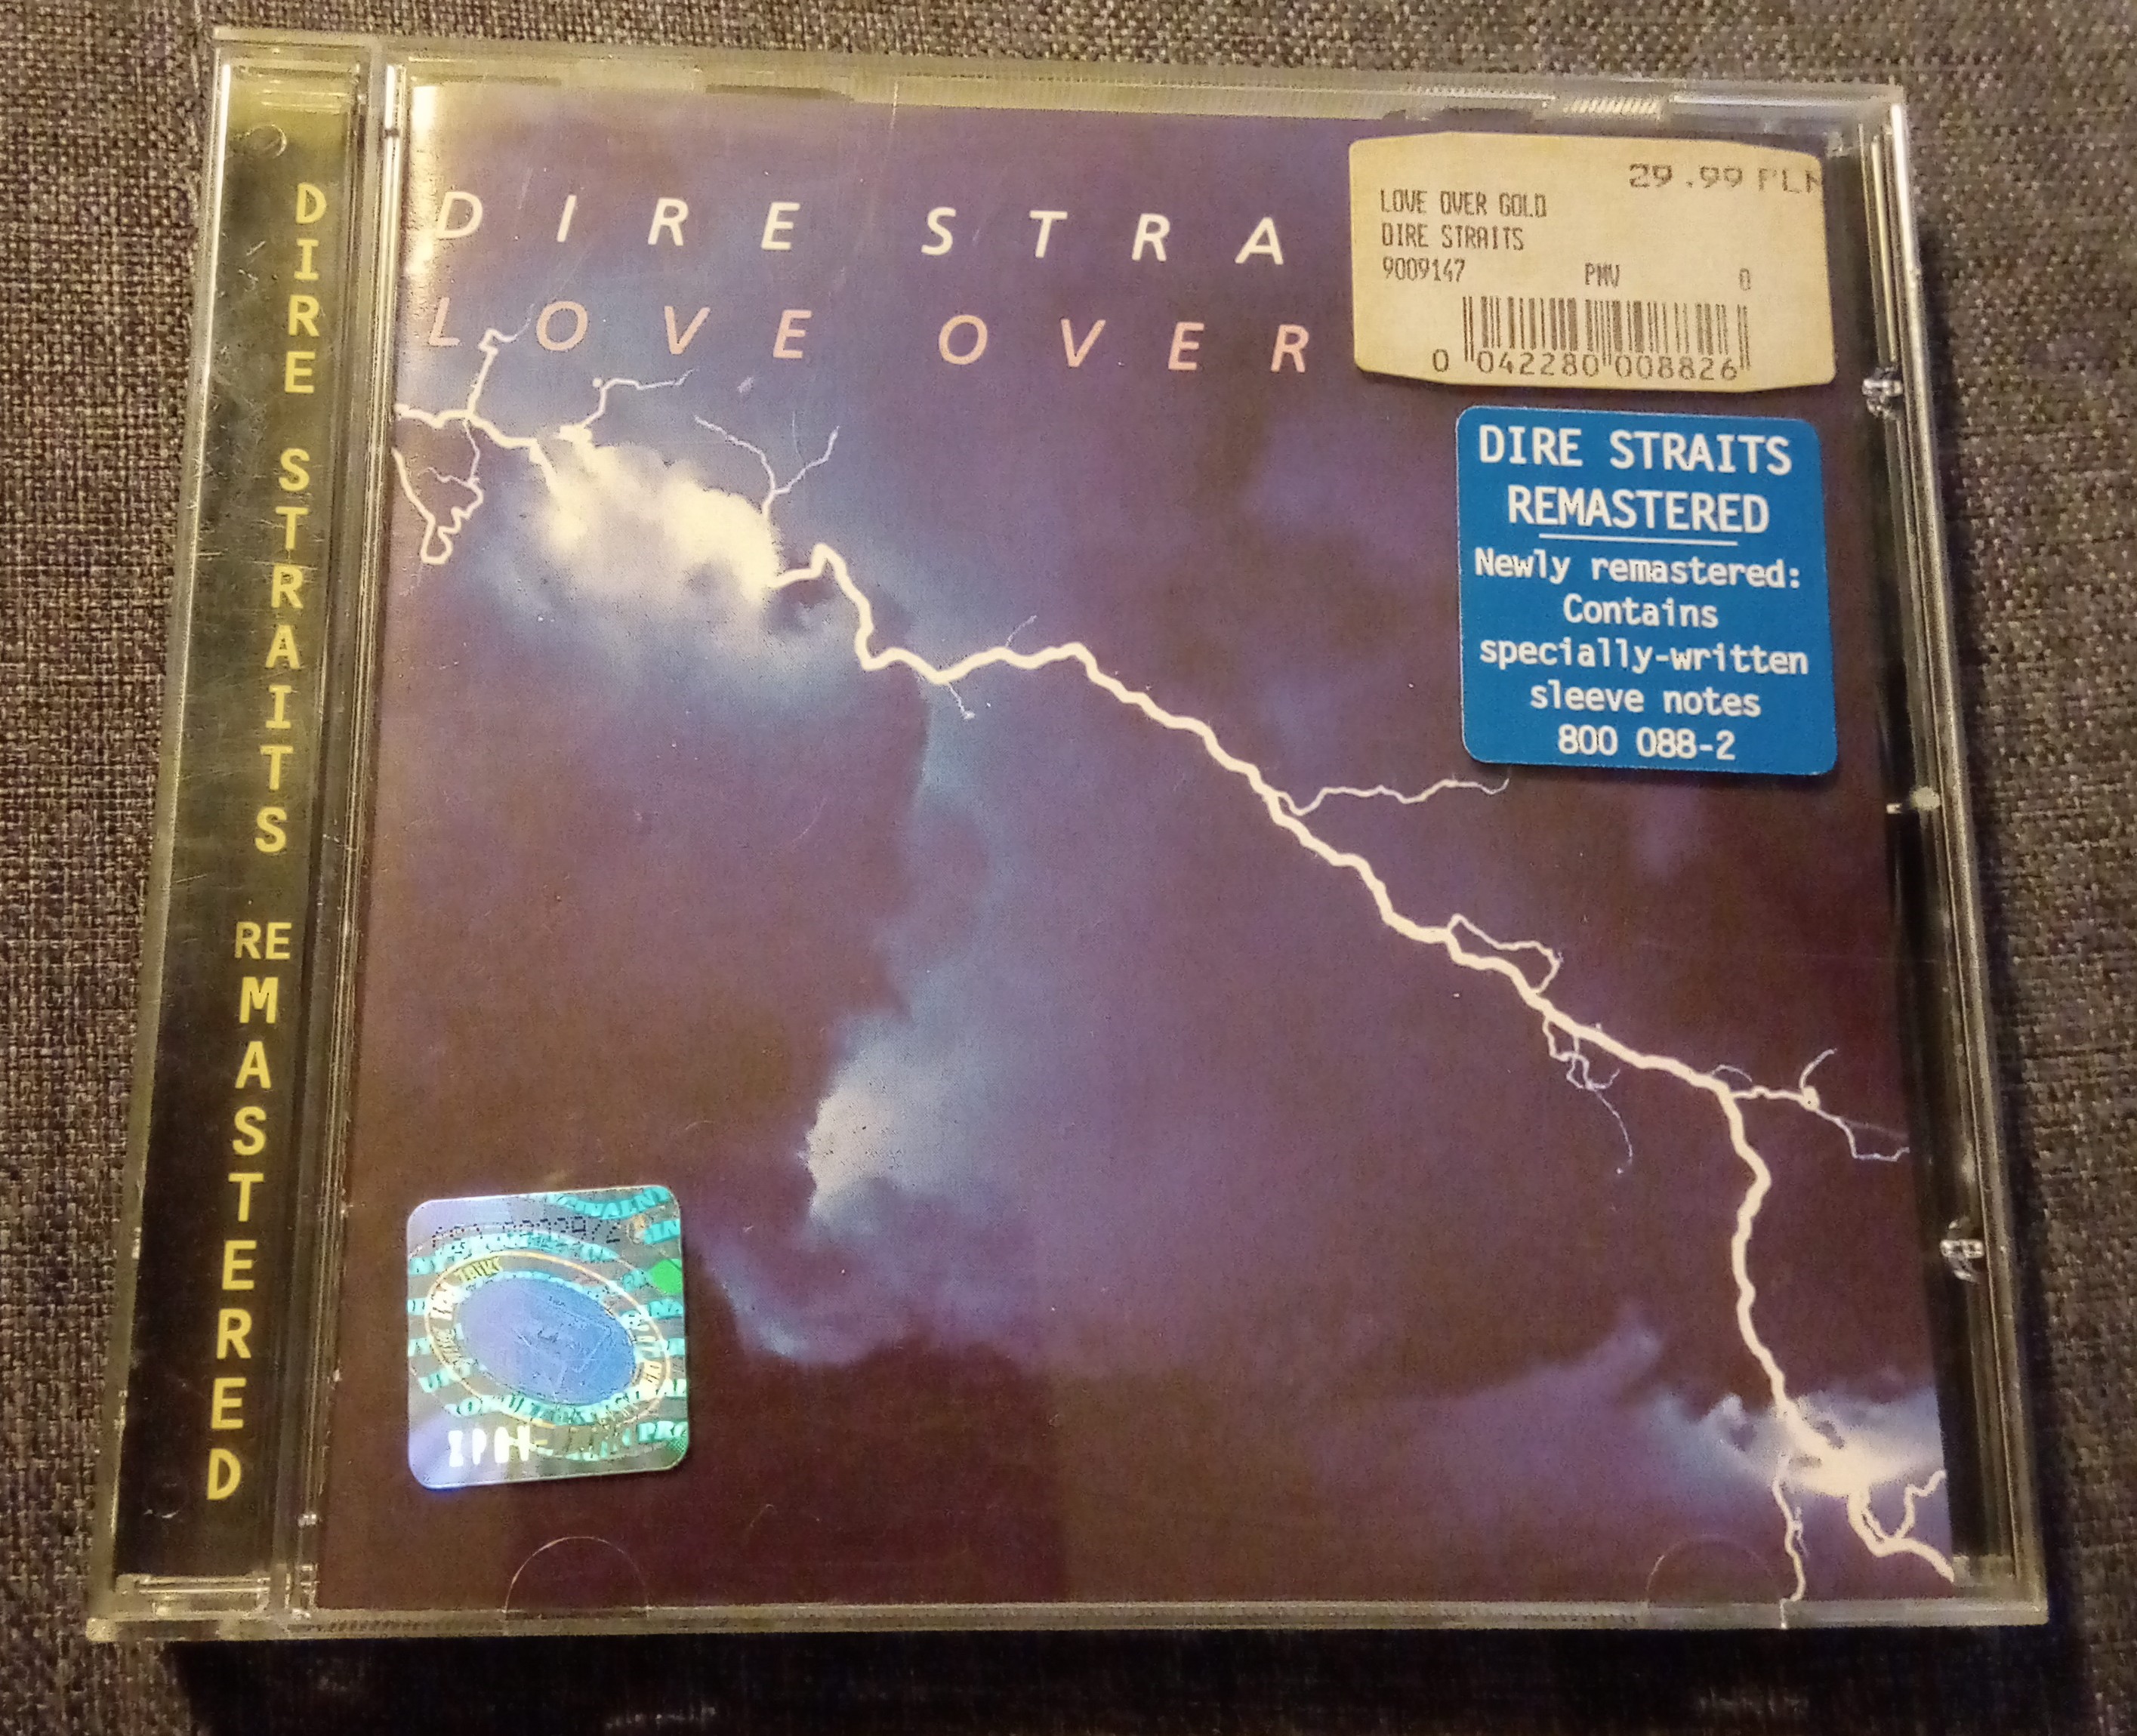 DIRE STRAITS REMASTERED
DIRE STRA
LOVE OVER
29.99 PLN
LOVE OVER GOLD
DIRE STRAITS
9009147 PMV 0
0 042280 008826
DIRE STRAITS
REMASTERED
Newly remastered:
Contains
specially-written
sleeve notes
800 088-2